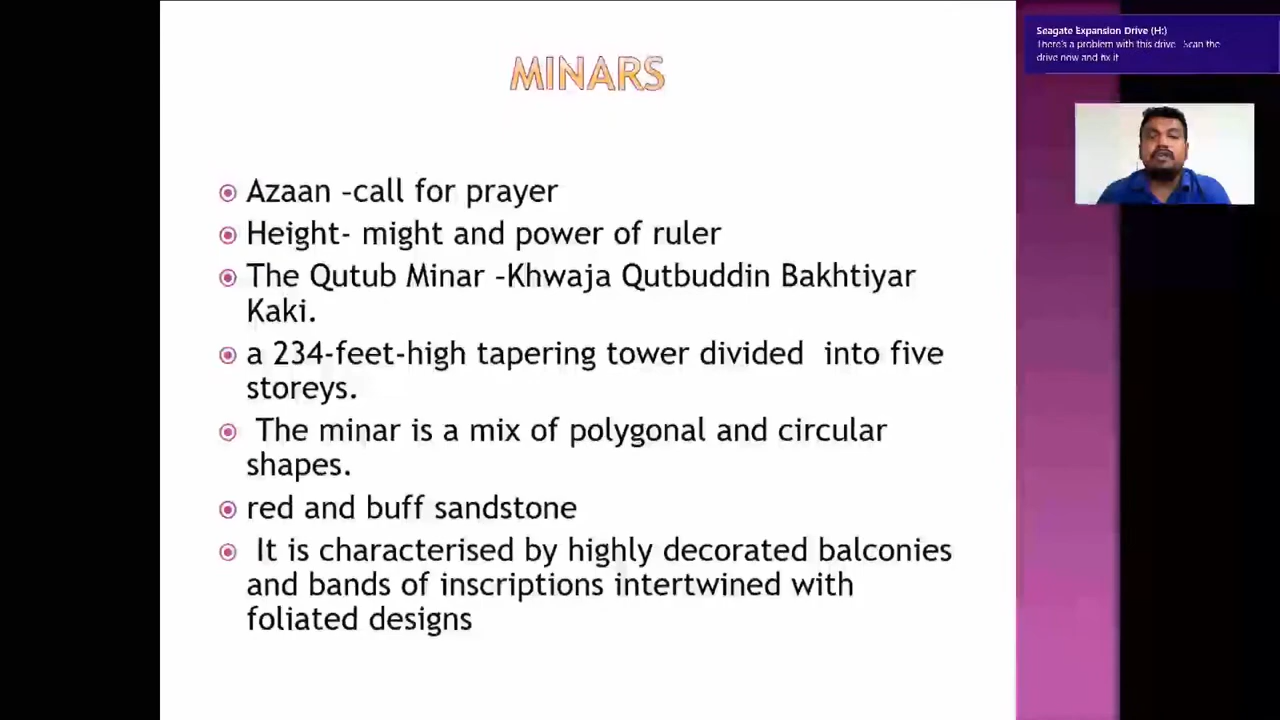 MINARS
Seagate Expansion Drive (H:)
There's a problem with this drive. Scan the
drive now and fix it
Azaan –call for prayer
Height- might and power of ruler
The Qutub Minar –Khwaja Qutbuddin Bakhtiyar
Kaki.
a 234-feet-high tapering tower divided into five
storeys.
The minar is a mix of polygonal and circular
shapes.
red and buff sandstone
It is characterised by highly decorated balconies
and bands of inscriptions intertwined with
foliated designs